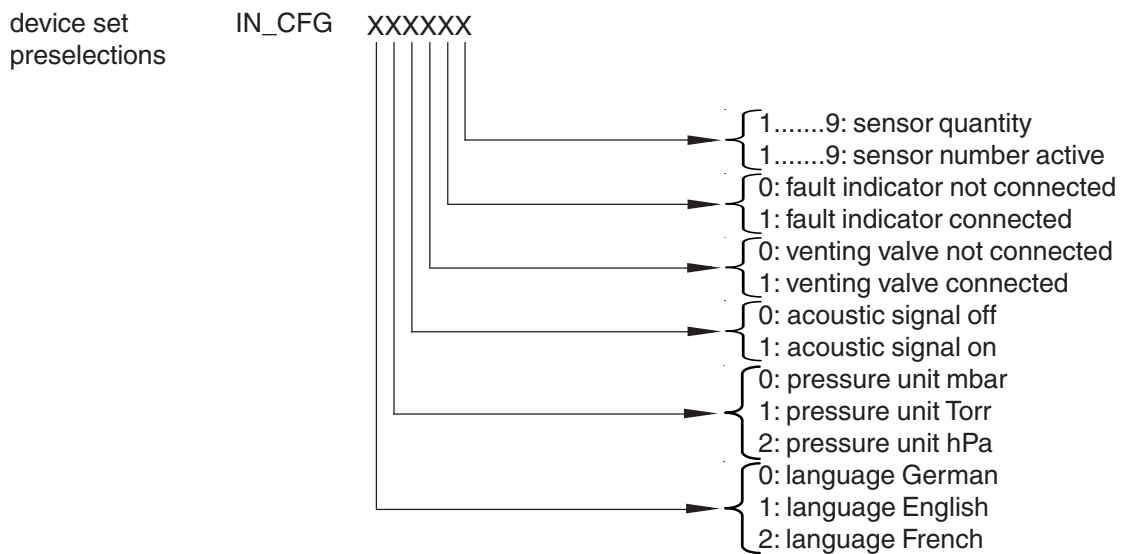 device set IN_CFG XXXXXX
preselections
1.......9: sensor quantity
1.......9: sensor number active
0: fault indicator not connected
1: fault indicator connected
0: venting valve not connected
1: venting valve connected
0: acoustic signal off
1: acoustic signal on
0: pressure unit mbar
1: pressure unit Torr
2: pressure unit hPa
0: language German
1: language English
2: language French